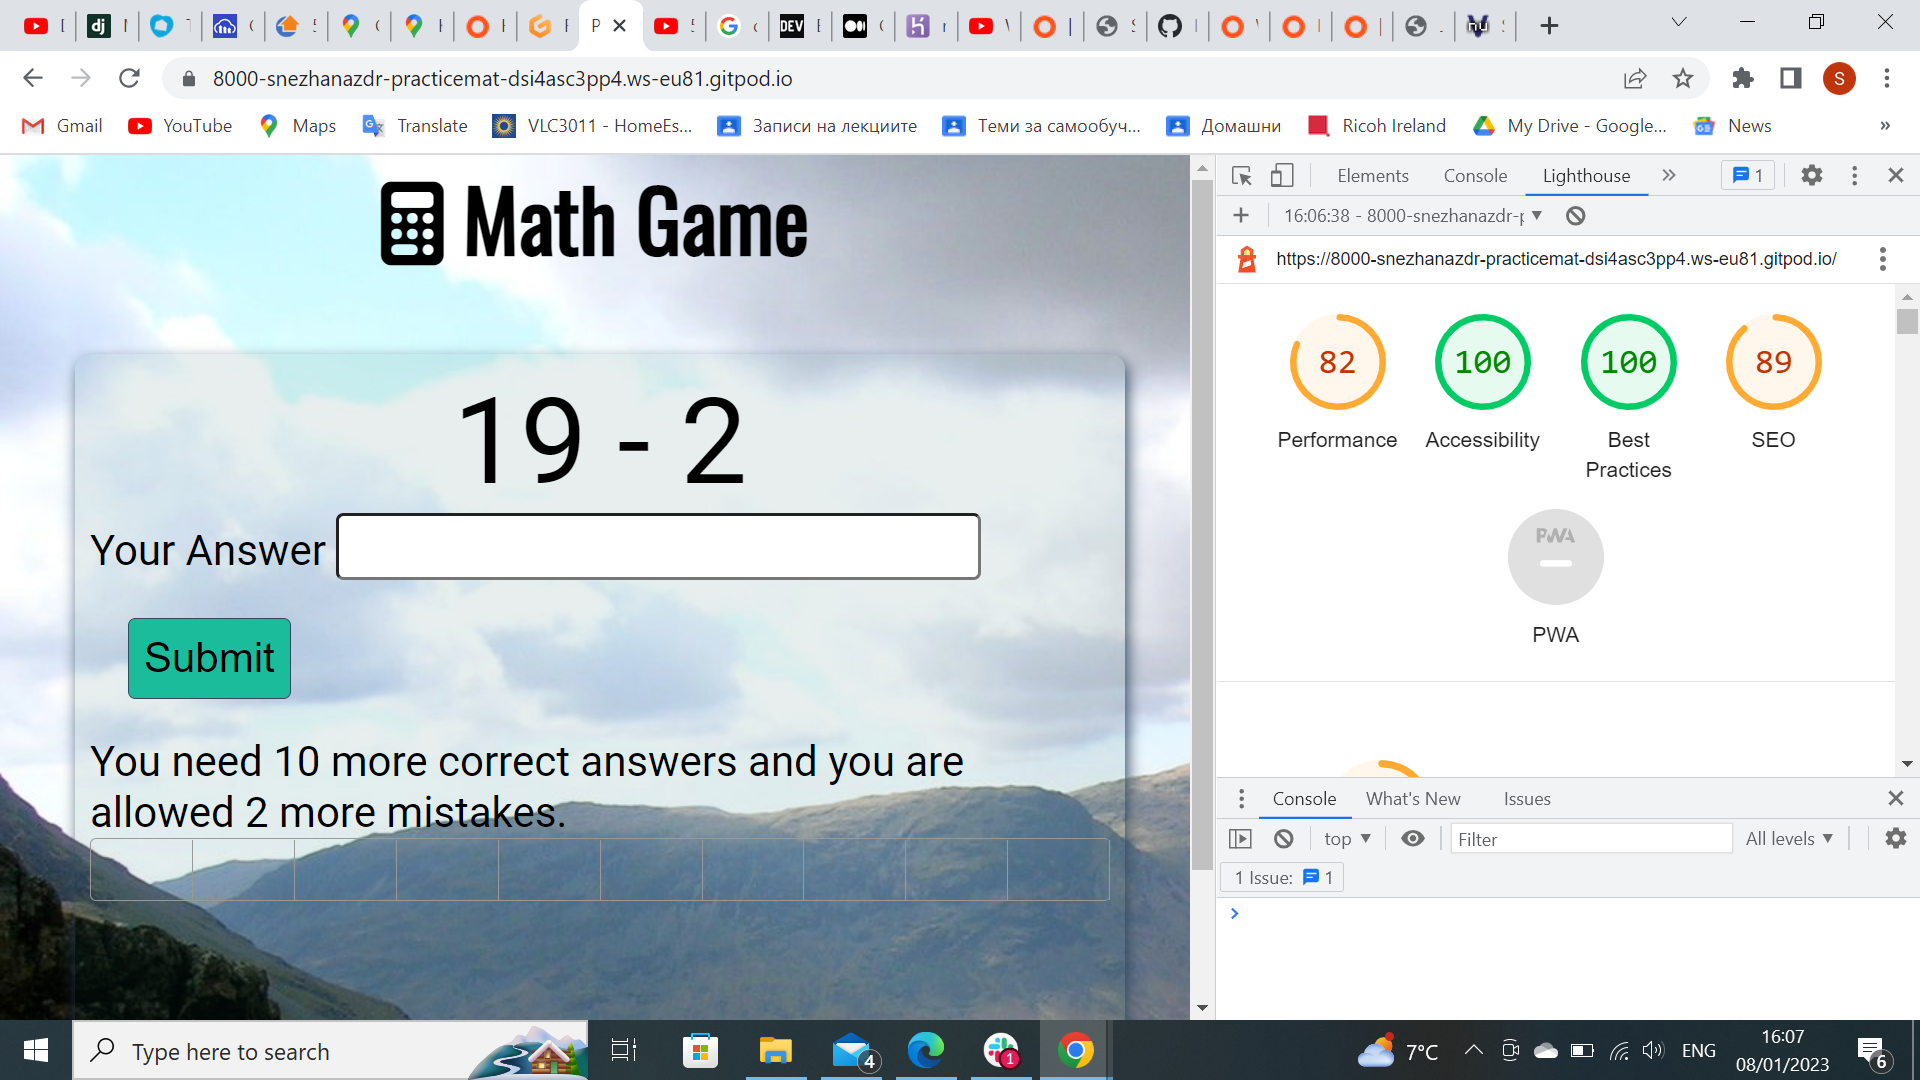 P
8000-snezhanazdr-practicemat-dsi4asc3pp4.ws-eu81.gitpod.io
S
Gmail YouTube Maps Translate VLC3011 - HomeEs... Записи на лекциите Теми за самообуч... Домашни Ricoh Ireland My Drive - Google... News »
Math Game
19 - 2
Your Answer
Submit
You need 10 more correct answers and you are
allowed 2 more mistakes.
Elements Console Lighthouse » 1
16:06:38 - 8000-snezhanazdr-p
https://8000-snezhanazdr-practicemat-dsi4asc3pp4.ws-eu81.gitpod.io/
82 100 100 89
Performance Accessibility Best Practices SEO
PWA
PWA
Console What's New Issues
top Filter All levels
1 Issue: 1
Type here to search
4 1
7°C ENG 16:07
08/01/2023 6